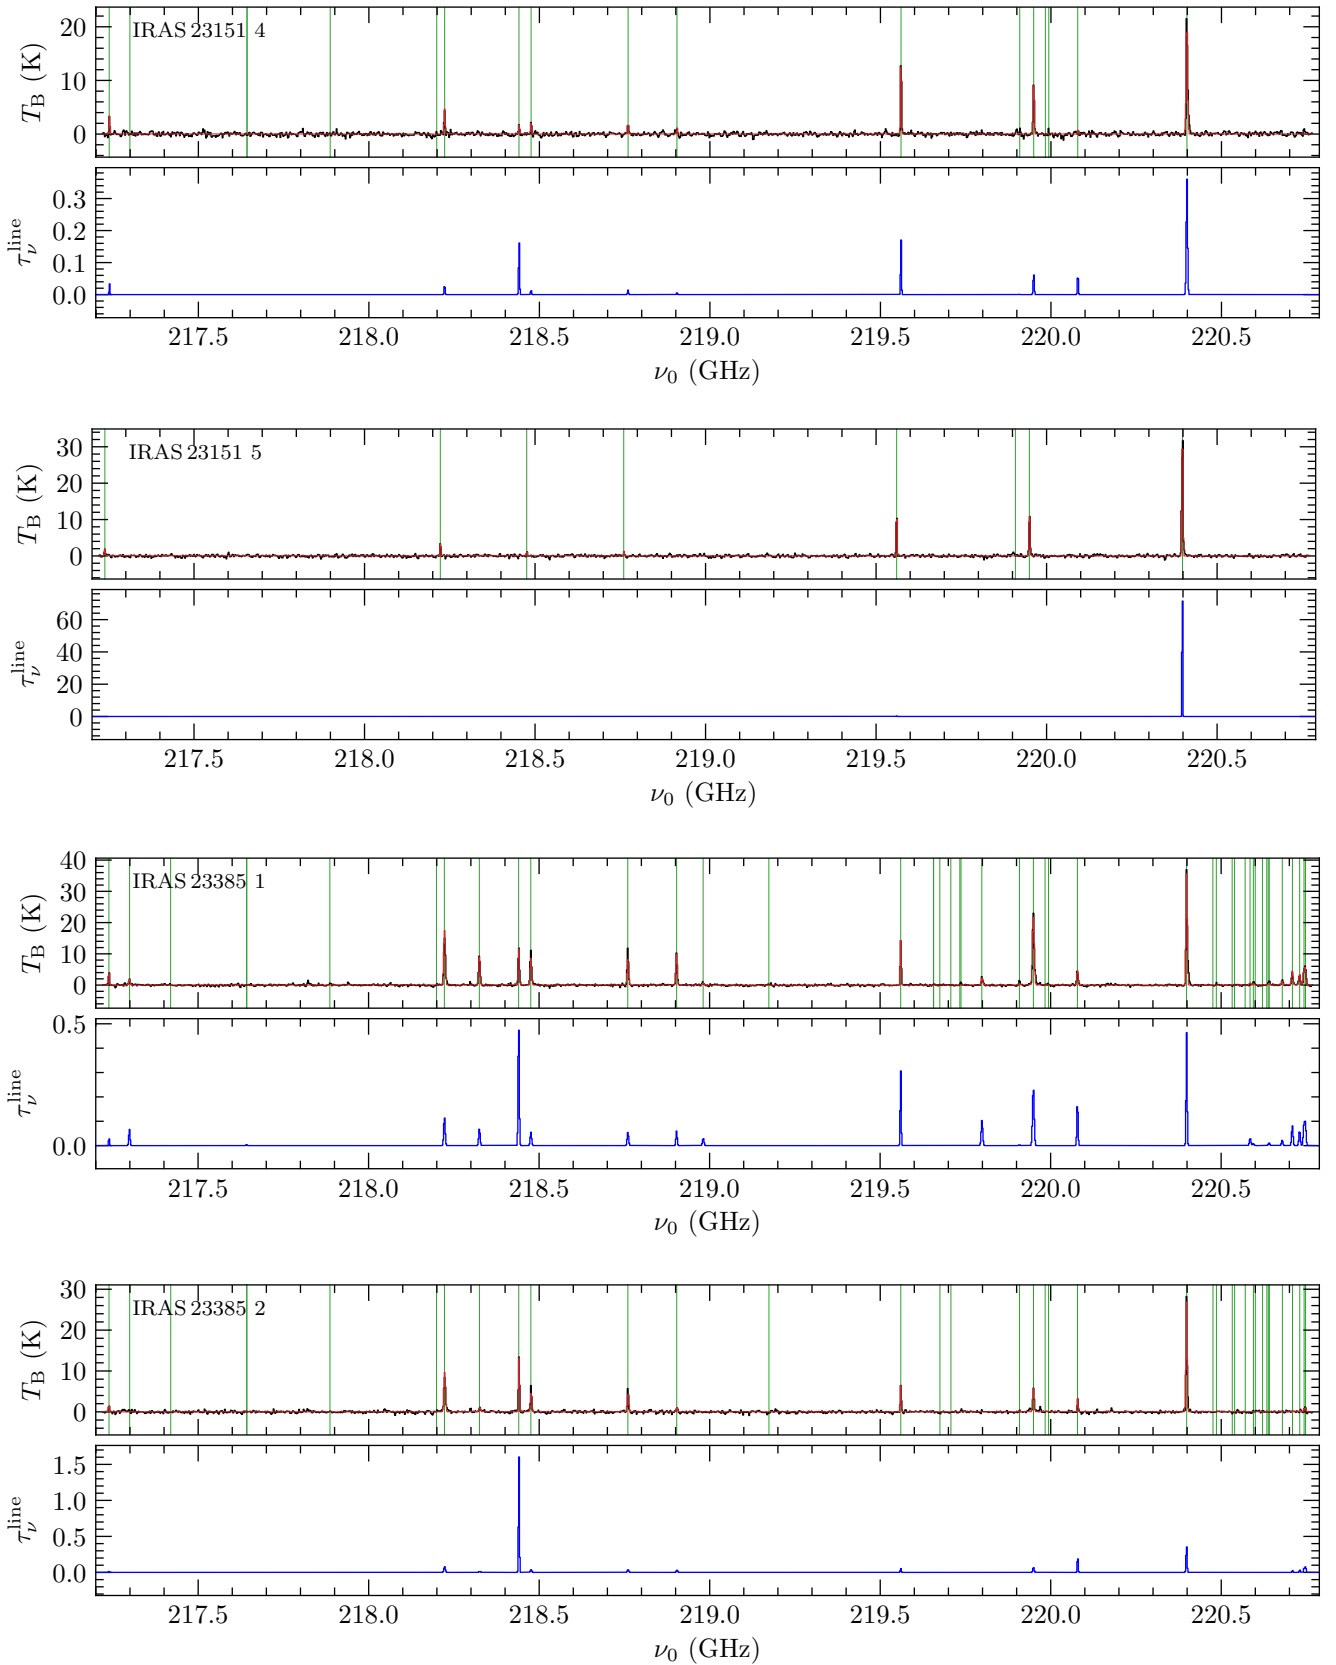 20
10
0
T_B (K)
IRAS 23151 4
0.3
0.2
0.1
0.0
τ_ν^line
217.5 218.0 218.5 219.0 219.5 220.0 220.5
ν_0 (GHz)
30
20
10
0
T_B (K)
IRAS 23151 5
60
40
20
0
τ_ν^line
217.5 218.0 218.5 219.0 219.5 220.0 220.5
ν_0 (GHz)
40
30
20
10
0
T_B (K)
IRAS 23385 1
0.5
0.0
τ_ν^line
217.5 218.0 218.5 219.0 219.5 220.0 220.5
ν_0 (GHz)
30
20
10
0
T_B (K)
IRAS 23385 2
1.5
1.0
0.5
0.0
τ_ν^line
217.5 218.0 218.5 219.0 219.5 220.0 220.5
ν_0 (GHz)